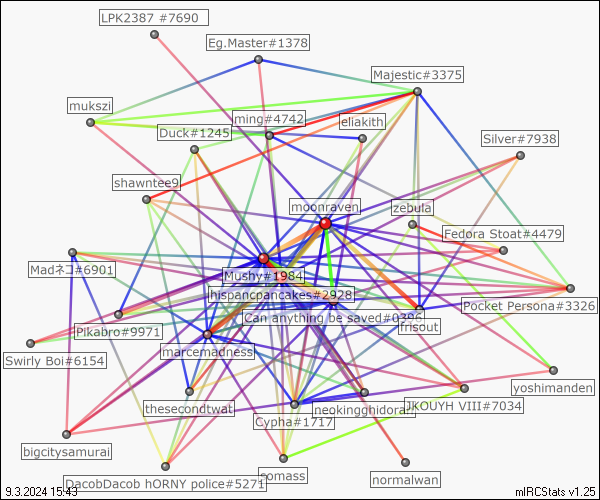 LPK2387 #7690
Eg.Master#1378
Majestic#3375
mukszi
ming#4742
eliakith
Duck#1245
Silver#7938
shawntee9
moonraven
zebula
Fedora Stoat#4479
Madネコ#6901
Mushy#1984
hispancpancakes#2928
Pocket Persona#3326
Can anything be saved#0386
frisout
Pikabro#9971
Swirly Boi#6154
marcemadness
yoshimanden
thesecondtwat
neokingghidorah
JKOUYH VIII#7034
Cypha#1717
bigcitysamurai
DacobDacob hORNY police#5271
somass
normalwan
9.3.2024 15:43
mIRCStats v1.25